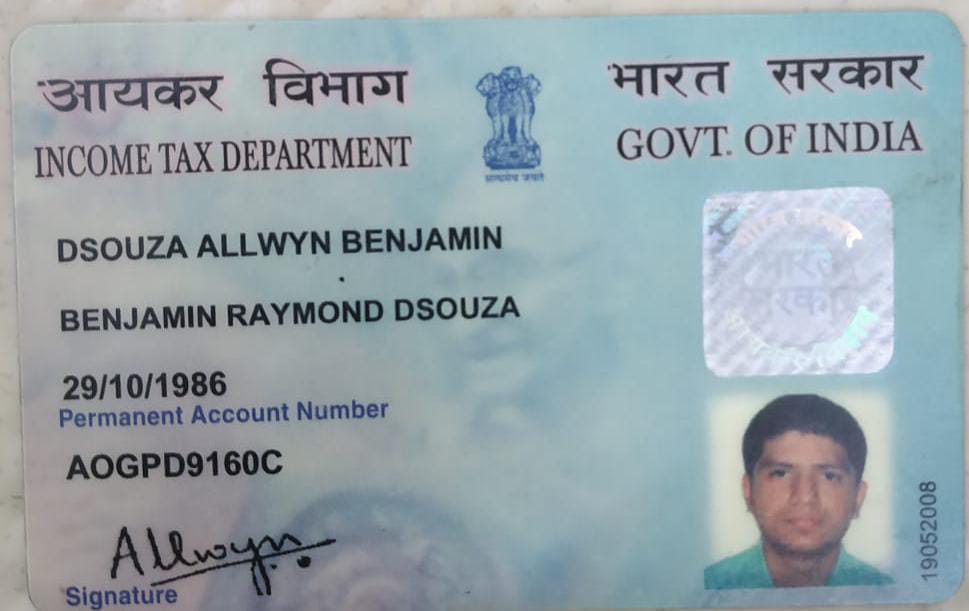 आयकर विभाग
INCOME TAX DEPARTMENT
सत्यमेव जयते
भारत सरकार
GOVT. OF INDIA
DSOUZA ALLWYN BENJAMIN
BENJAMIN RAYMOND DSOUZA
29/10/1986
Permanent Account Number
AOGPD9160C
Allwyn
Signature
भारत
सरकार
19052008